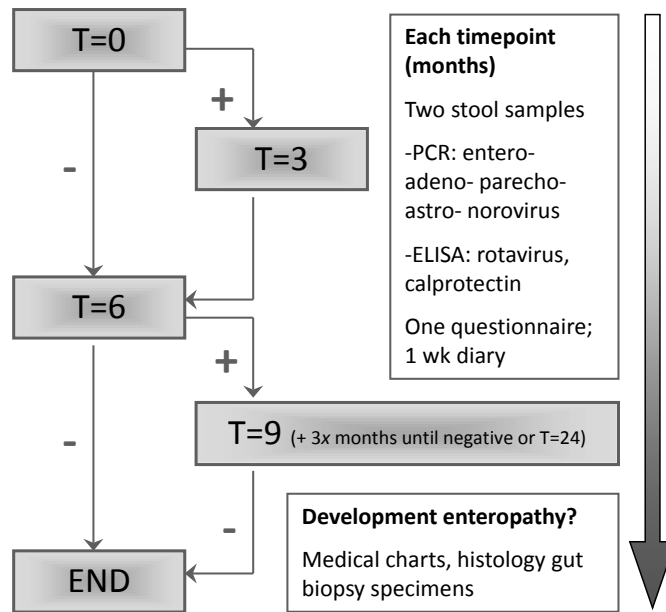 T=0
+
-
T=3
T=6
+
-
T=9 (+ 3x months until negative or T=24)
-
END
Each timepoint
(months)
Two stool samples
-PCR: entero-
adeno- parecho-
astro- norovirus
-ELISA: rotavirus,
calprotectin
One questionnaire;
1 wk diary
Development enteropathy?
Medical charts, histology gut
biopsy specimens